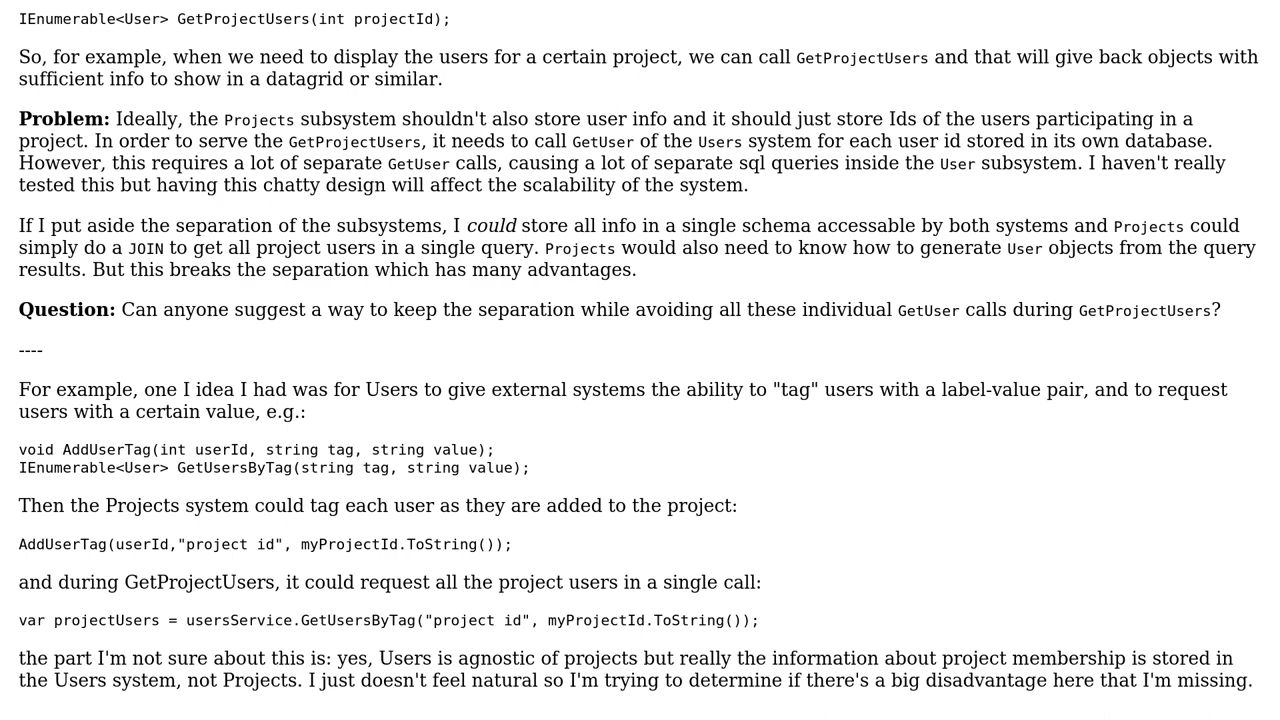 IEnumerable<User> GetProjectUsers(int projectId);
So, for example, when we need to display the users for a certain project, we can call GetProjectUsers and that will give back objects with
sufficient info to show in a datagrid or similar.
Problem: Ideally, the Projects subsystem shouldn't also store user info and it should just store Ids of the users participating in a
project. In order to serve the GetProjectUsers, it needs to call GetUser of the Users system for each user id stored in its own database.
However, this requires a lot of separate GetUser calls, causing a lot of separate sql queries inside the User subsystem. I haven't really
tested this but having this chatty design will affect the scalability of the system.
If I put aside the separation of the subsystems, I could store all info in a single schema accessable by both systems and Projects could
simply do a JOIN to get all project users in a single query. Projects would also need to know how to generate User objects from the query
results. But this breaks the separation which has many advantages.
Question: Can anyone suggest a way to keep the separation while avoiding all these individual GetUser calls during GetProjectUsers?
----
For example, one I idea I had was for Users to give external systems the ability to "tag" users with a label-value pair, and to request
users with a certain value, e.g.:
void AddUserTag(int userId, string tag, string value);
IEnumerable<User> GetUsersByTag(string tag, string value);
Then the Projects system could tag each user as they are added to the project:
AddUserTag(userId,"project id", myProjectId.ToString());
and during GetProjectUsers, it could request all the project users in a single call:
var projectUsers = usersService.GetUsersByTag("project id", myProjectId.ToString());
the part I'm not sure about this is: yes, Users is agnostic of projects but really the information about project membership is stored in
the Users system, not Projects. I just doesn't feel natural so I'm trying to determine if there's a big disadvantage here that I'm missing.